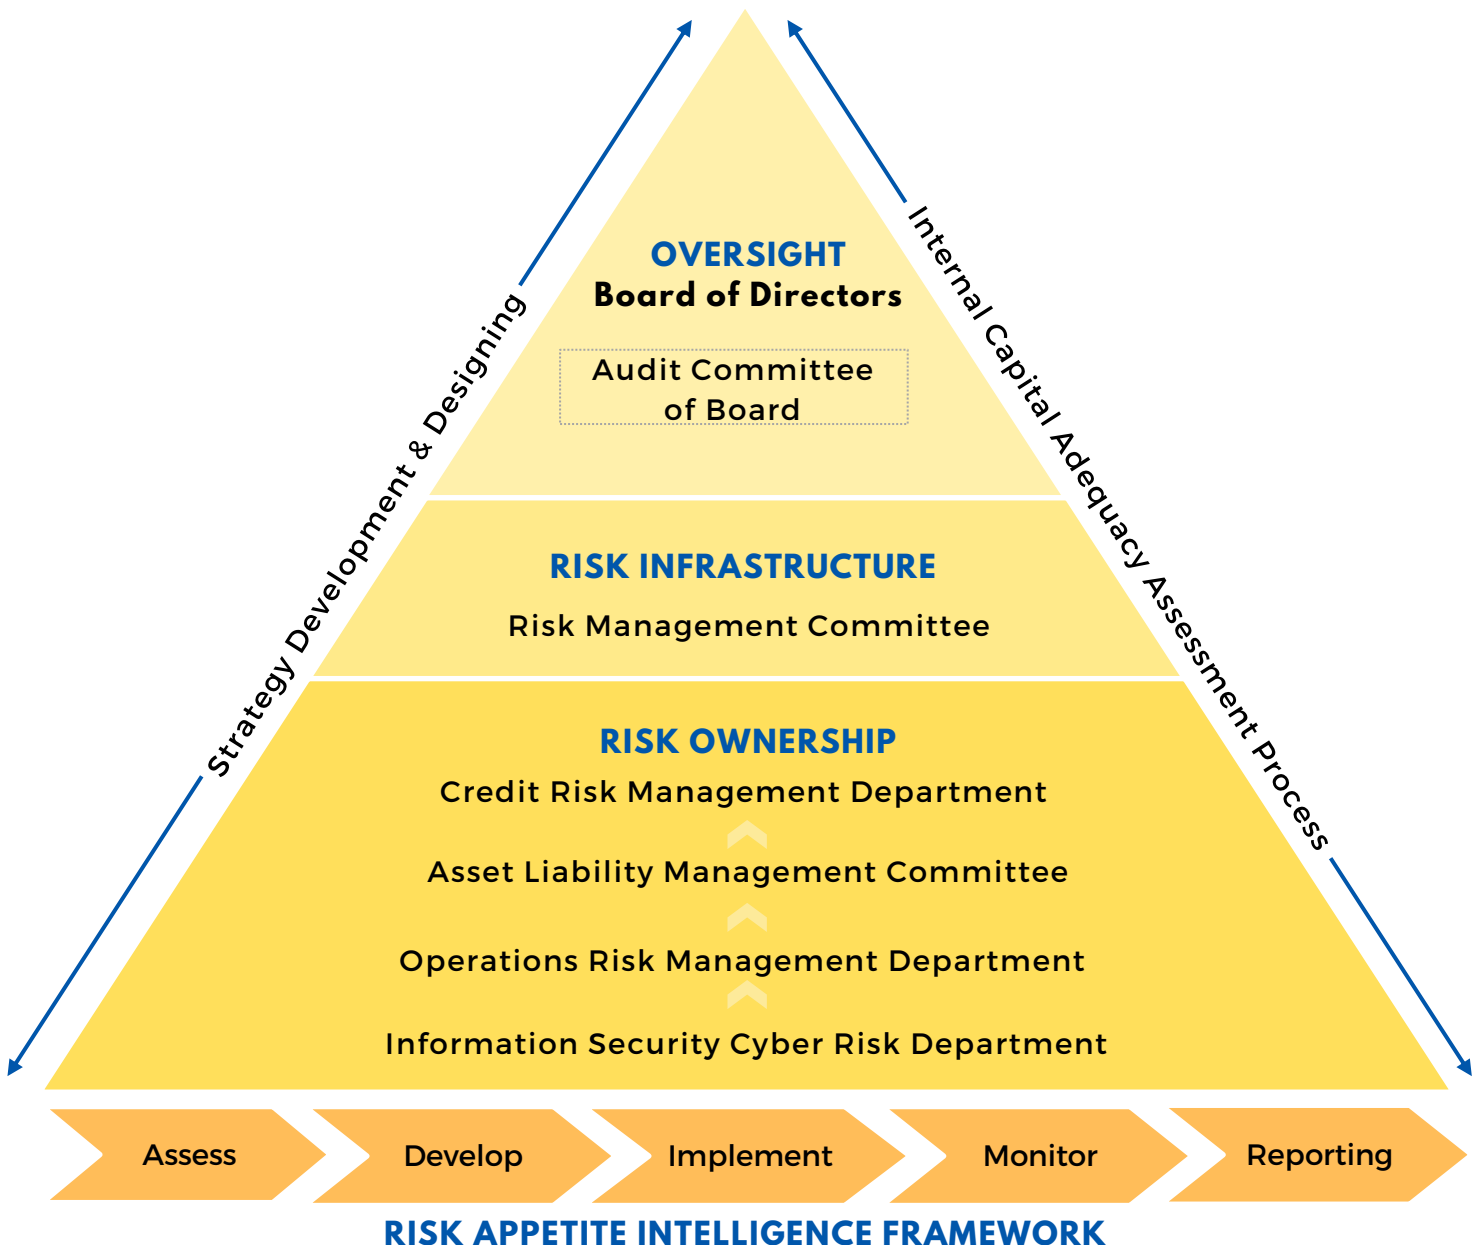 OVERSIGHT
Board of Directors
Audit Committee
of Board
Strategy Development & Designing
Internal Capital Adequacy Assessment Process
RISK INFRASTRUCTURE
Risk Management Committee
RISK OWNERSHIP
Credit Risk Management Department
Asset Liability Management Committee
Operations Risk Management Department
Information Security Cyber Risk Department
Assess
Develop
Implement
Monitor
Reporting
RISK APPETITE INTELLIGENCE FRAMEWORK